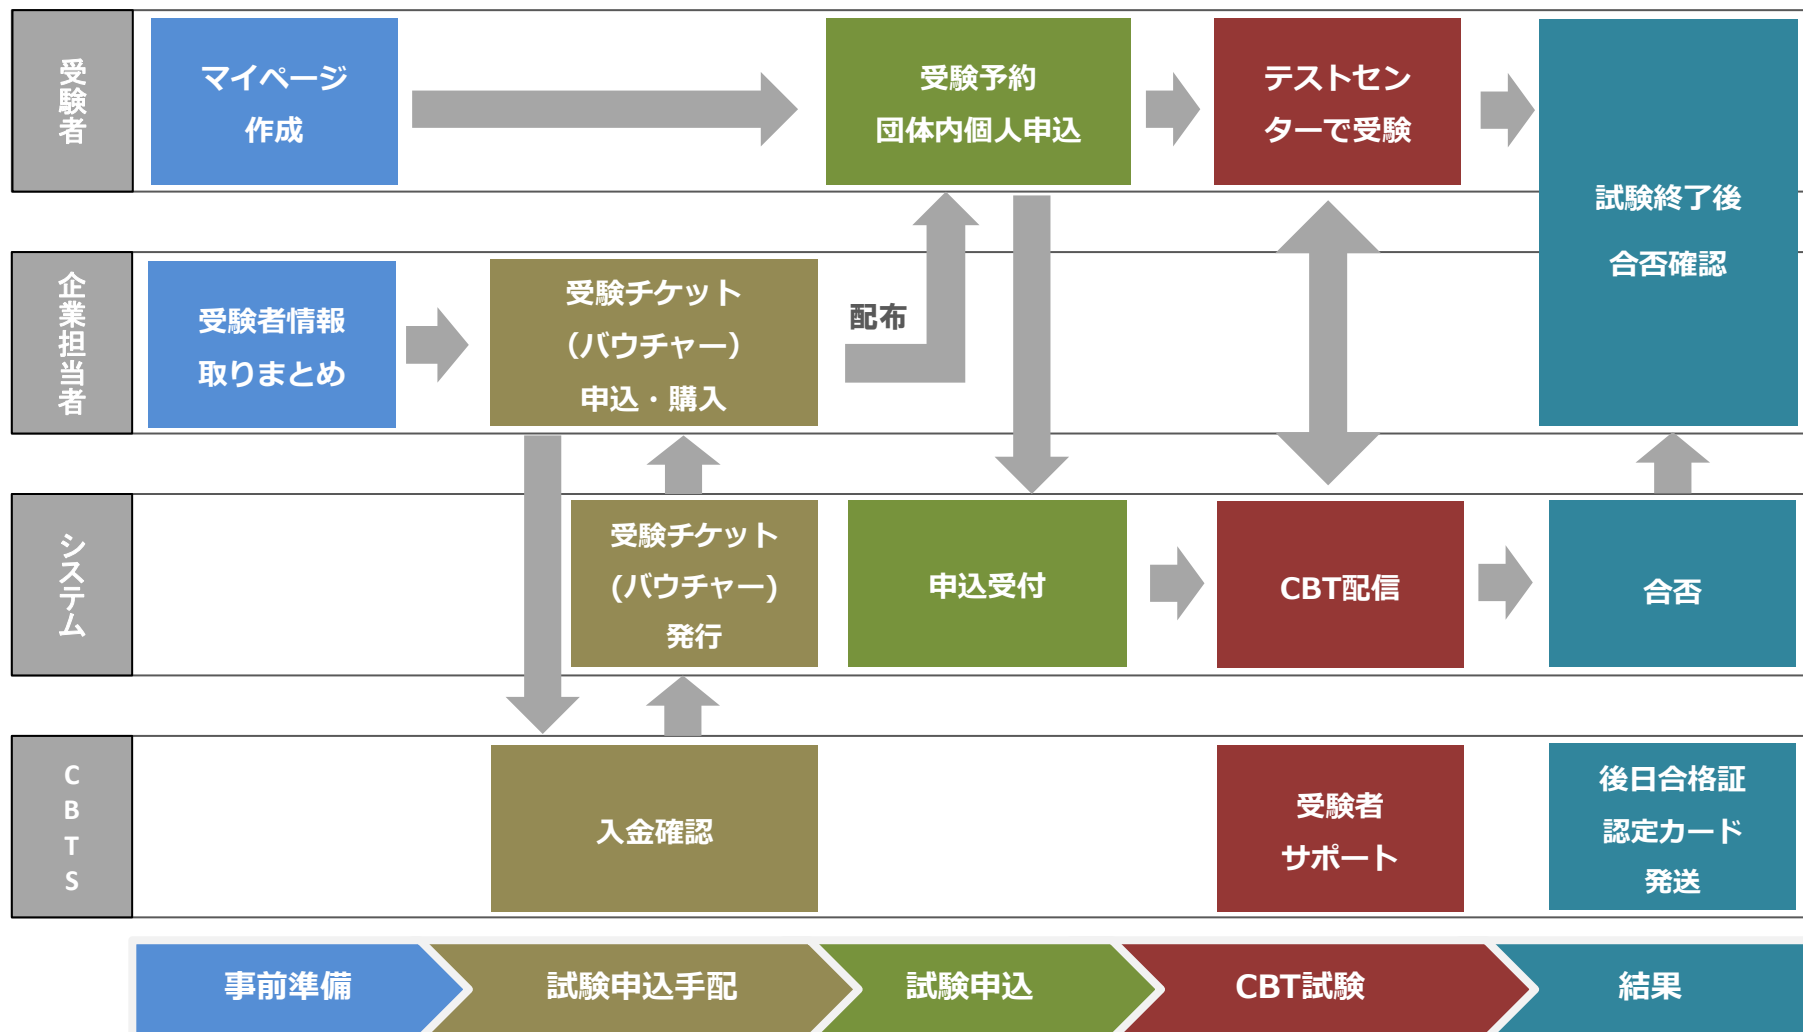 受験者
マイページ
作成
受験予約
団体内個人申込
テストセン
ターで受験
試験終了後
合否確認
企業担当者
受験者情報
取りまとめ
受験チケット
（バウチャー）
申込・購入
配布
システム
受験チケット
(バウチャー)
発行
申込受付
CBT配信
合否
CBTS
入金確認
受験者
サポート
後日合格証
認定カード
発送
事前準備
試験申込手配
試験申込
CBT試験
結果